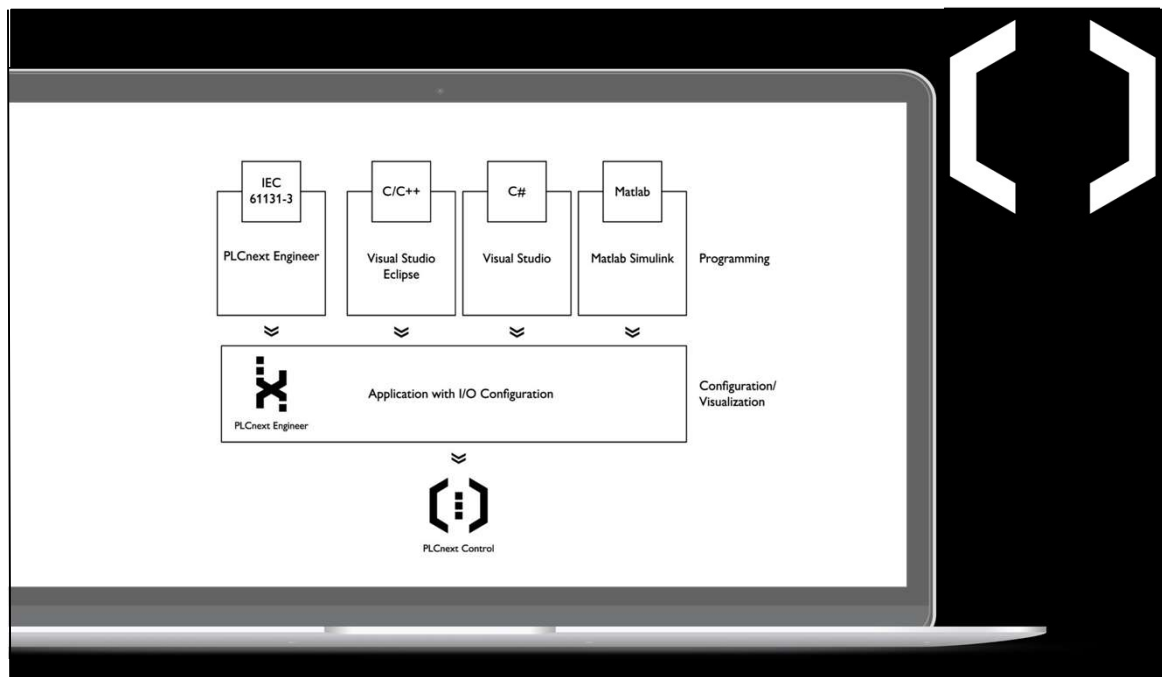 IEC
61131-3
PLCnext Engineer
C/C++
Visual Studio
Eclipse
C#
Visual Studio
Matlab
Matlab Simulink
Programming
PLCnext Engineer
Application with I/O Configuration
Configuration/
Visualization
PLCnext Control